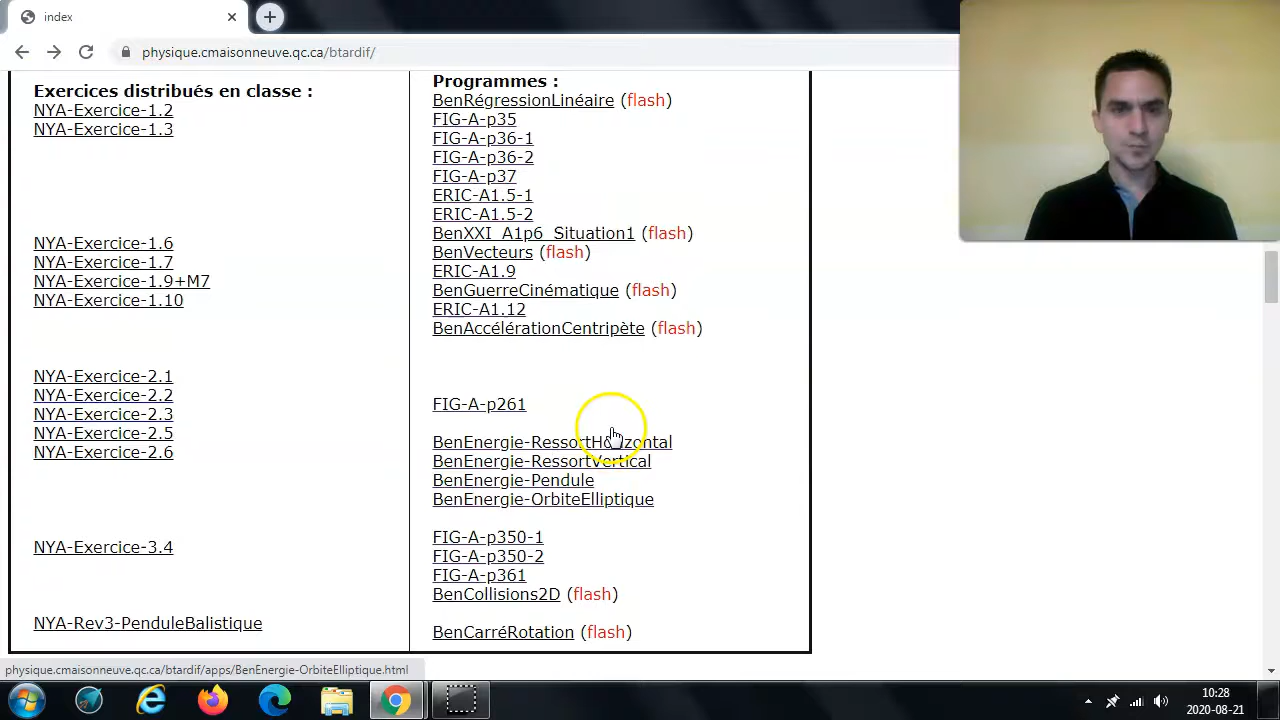 index
physique.cmaisonneuve.qc.ca/btardif/
Exercices distribués en classe :
NYA-Exercice-1.2
NYA-Exercice-1.3
NYA-Exercice-1.6
NYA-Exercice-1.7
NYA-Exercice-1.9+M7
NYA-Exercice-1.10
NYA-Exercice-2.1
NYA-Exercice-2.2
NYA-Exercice-2.3
NYA-Exercice-2.5
NYA-Exercice-2.6
NYA-Exercice-3.4
NYA-Rev3-PenduleBalistique
Programmes :
BenRégressionLinéaire (flash)
FIG-A-p35
FIG-A-p36-1
FIG-A-p36-2
FIG-A-p37
ERIC-A1.5-1
ERIC-A1.5-2
BenXXI_A1p6_Situation1 (flash)
BenVecteurs (flash)
ERIC-A1.9
BenGuerreCinématique (flash)
ERIC-A1.12
BenAccélérationCentripète (flash)
FIG-A-p261
BenEnergie-RessortHorizontal
BenEnergie-RessortVertical
BenEnergie-Pendule
BenEnergie-OrbiteElliptique
FIG-A-p350-1
FIG-A-p350-2
FIG-A-p361
BenCollisions2D (flash)
BenCarréRotation (flash)
physique.cmaisonneuve.qc.ca/btardif/apps/BenEnergie-OrbiteElliptique.html
10:28
2020-08-21